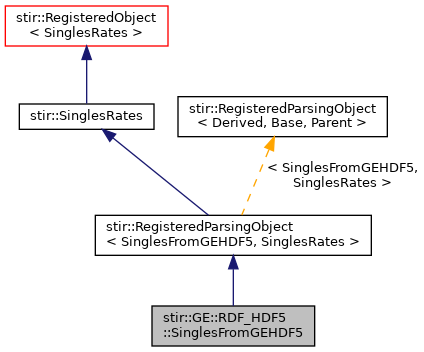 stir::RegisteredObject
< SinglesRates >
stir::SinglesRates
stir::RegisteredParsingObject
< Derived, Base, Parent >
< SinglesFromGEHDF5,
SinglesRates >
stir::RegisteredParsingObject
< SinglesFromGEHDF5, SinglesRates >
stir::GE::RDF_HDF5
::SinglesFromGEHDF5